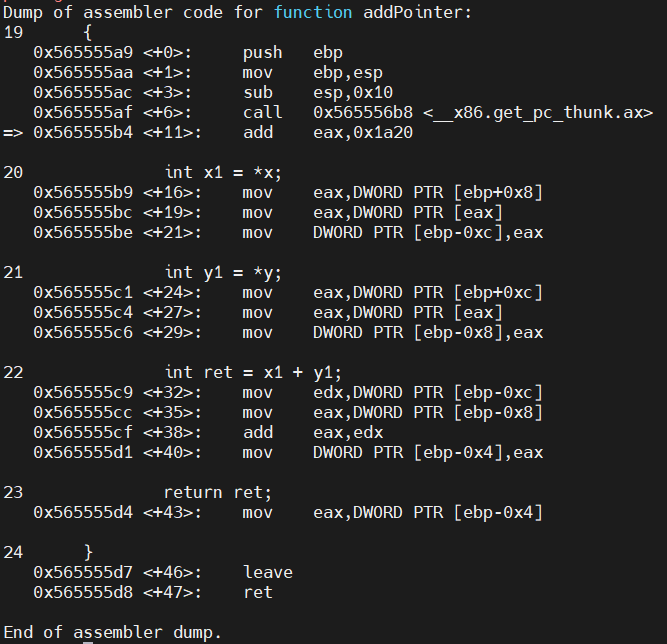 Dump of assembler code for function addPointer:
19      {
   0x565555a9 <+0>:     push   ebp
   0x565555aa <+1>:     mov    ebp,esp
   0x565555ac <+3>:     sub    esp,0x10
   0x565555af <+6>:     call   0x565556b8 <__x86.get_pc_thunk.ax>
=> 0x565555b4 <+11>:    add    eax,0x1a20
20              int x1 = *x;
   0x565555b9 <+16>:    mov    eax,DWORD PTR [ebp+0x8]
   0x565555bc <+19>:    mov    eax,DWORD PTR [eax]
   0x565555be <+21>:    mov    DWORD PTR [ebp-0xc],eax
21              int y1 = *y;
   0x565555c1 <+24>:    mov    eax,DWORD PTR [ebp+0xc]
   0x565555c4 <+27>:    mov    eax,DWORD PTR [eax]
   0x565555c6 <+29>:    mov    DWORD PTR [ebp-0x8],eax
22              int ret = x1 + y1;
   0x565555c9 <+32>:    mov    edx,DWORD PTR [ebp-0xc]
   0x565555cc <+35>:    mov    eax,DWORD PTR [ebp-0x8]
   0x565555cf <+38>:    add    eax,edx
   0x565555d1 <+40>:    mov    DWORD PTR [ebp-0x4],eax
23              return ret;
   0x565555d4 <+43>:    mov    eax,DWORD PTR [ebp-0x4]
24      }
   0x565555d7 <+46>:    leave
   0x565555d8 <+47>:    ret
End of assembler dump.